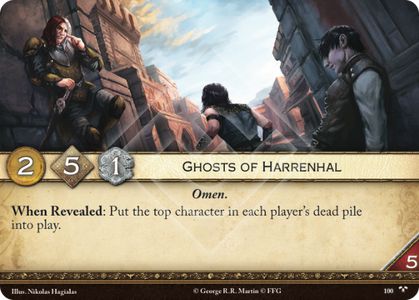 2
5
1
GHOSTS OF HARRENHAL
Omen.
When Revealed: Put the top character in each player's dead pile
into play.
5
Illus. Nikolas Hagialas
© George R.R. Martin © FFG
100